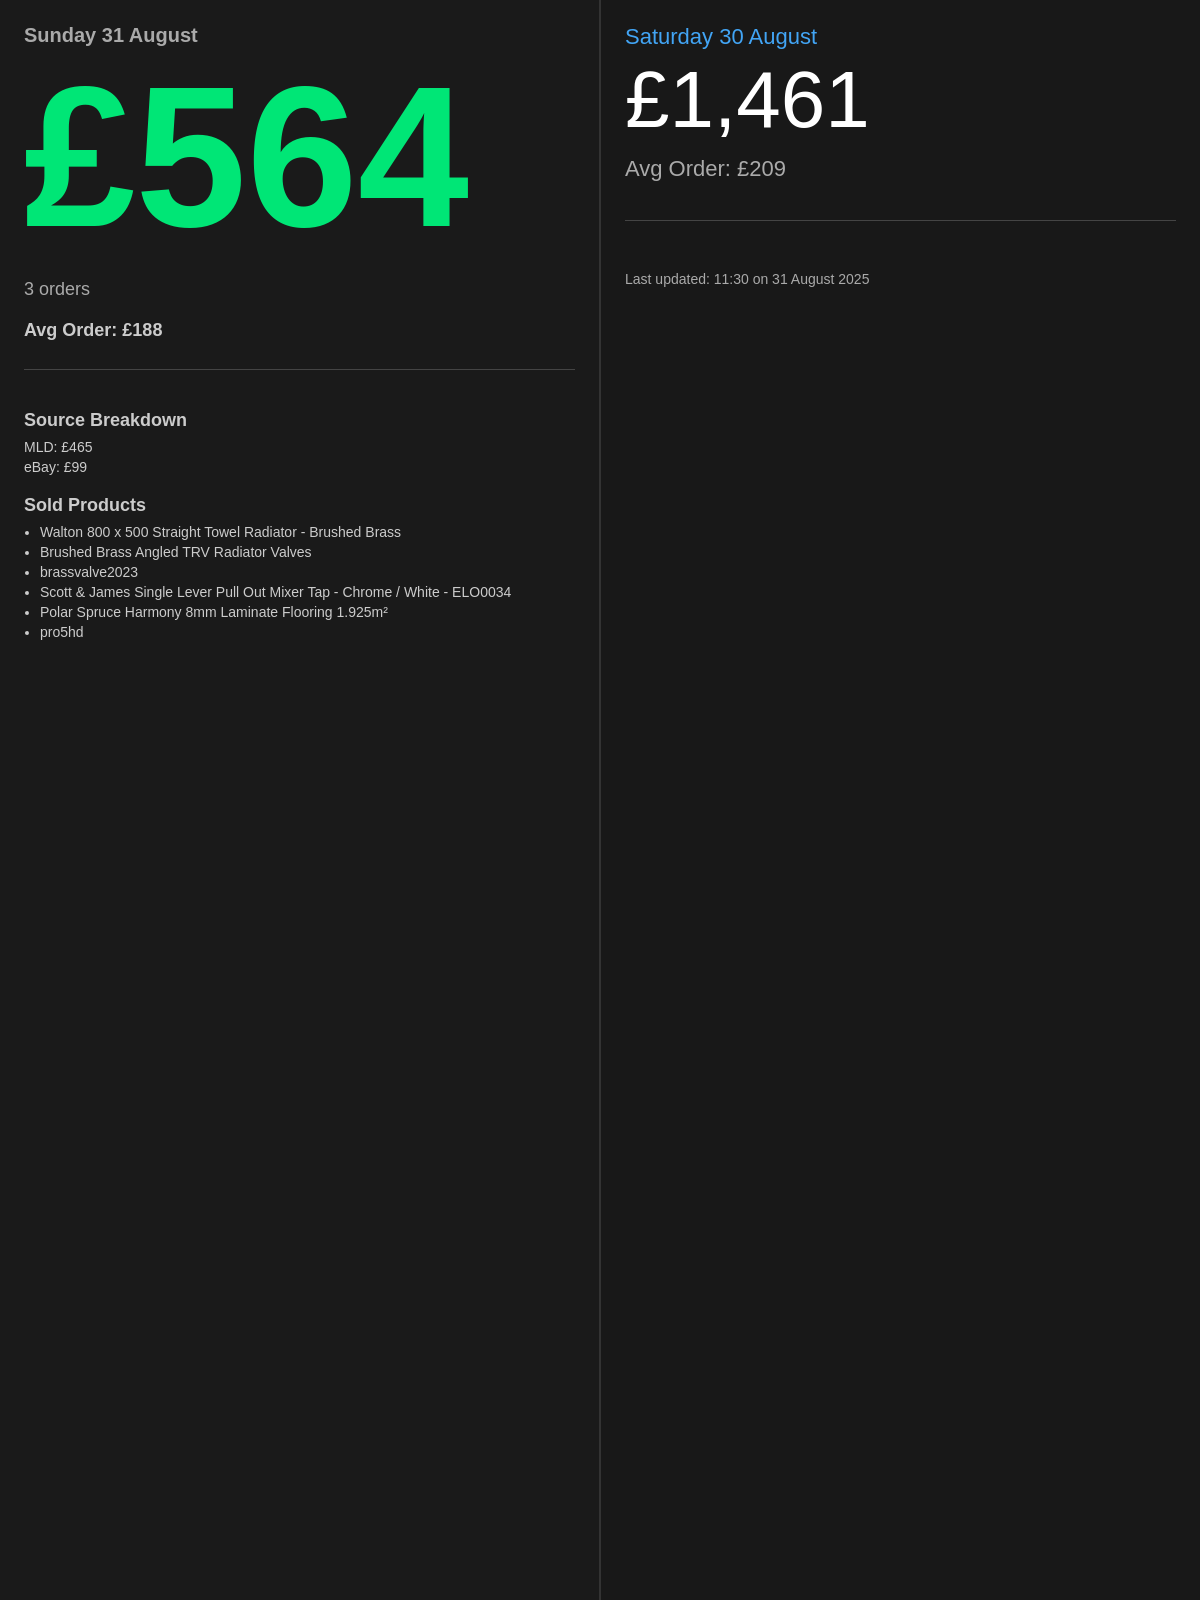 Sunday 31 August
£564
3 orders
Avg Order: £188
Source Breakdown
MLD: £465
eBay: £99
Sold Products
• Walton 800 x 500 Straight Towel Radiator - Brushed Brass
• Brushed Brass Angled TRV Radiator Valves
• brassvalve2023
• Scott & James Single Lever Pull Out Mixer Tap - Chrome / White - ELO0034
• Polar Spruce Harmony 8mm Laminate Flooring 1.925m²
• pro5hd
Saturday 30 August
£1,461
Avg Order: £209
Last updated: 11:30 on 31 August 2025